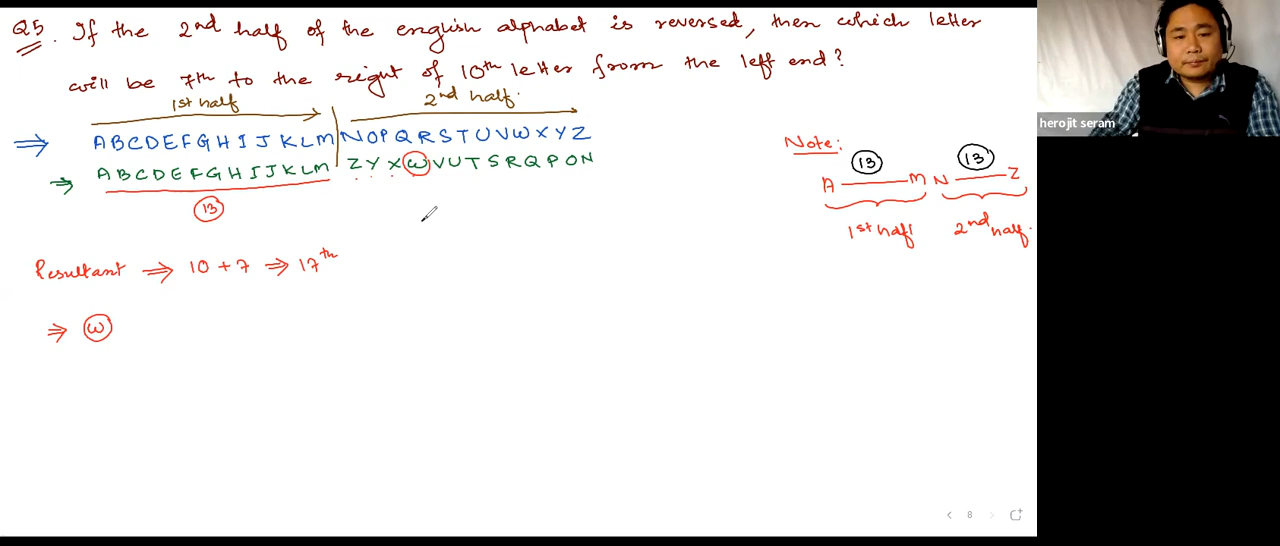 Q5. If the 2nd half of the english alphabet is reversed, then which letter
will be 7th to the right of 10th letter from the left end?
1st half 2nd half.
⇒ ABCDEFGHIJKLM NOPQRSTUVWXYZ
⇒ ABCDEFGHIJKLM ZYXWVUTSRQPON
13
Resultant ⇒ 10 + 7 ⇒ 17th
⇒ W
Note:
13 13
A — M N — Z
1st half 2nd half.
herojit seram
8